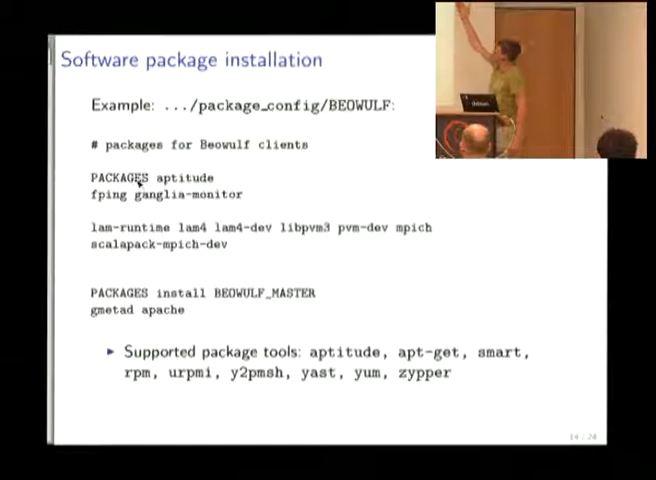 Software package installation
Example: .../package_config/BEOWULF:
# packages for Beowulf clients
PACKAGES aptitude
fping ganglia-monitor
lam-runtime lam4 lam4-dev libpvm3 pvm-dev mpich
scalapack-mpich-dev
PACKAGES install BEOWULF_MASTER
gmetad apache
► Supported package tools: aptitude, apt-get, smart,
rpm, urpmi, y2pmsh, yast, yum, zypper
14 / 24